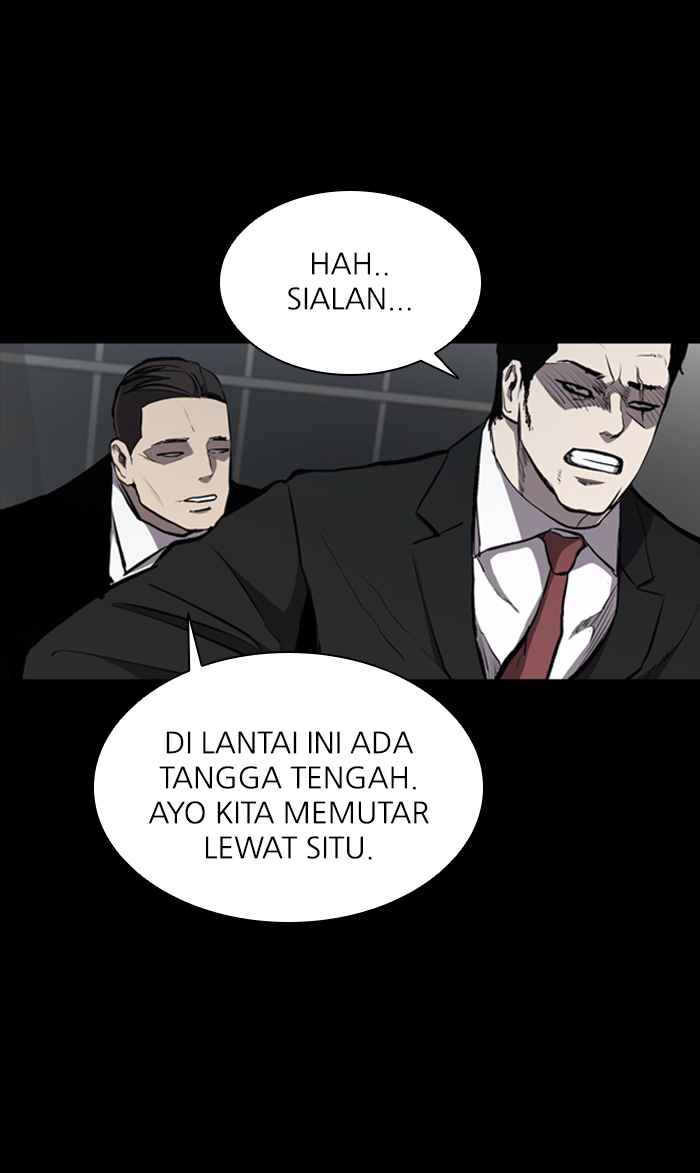 HAH..
SIALAN...
DI LANTAI INI ADA
TANGGA TENGAH.
AYO KITA MEMUTAR
LEWAT SITU.